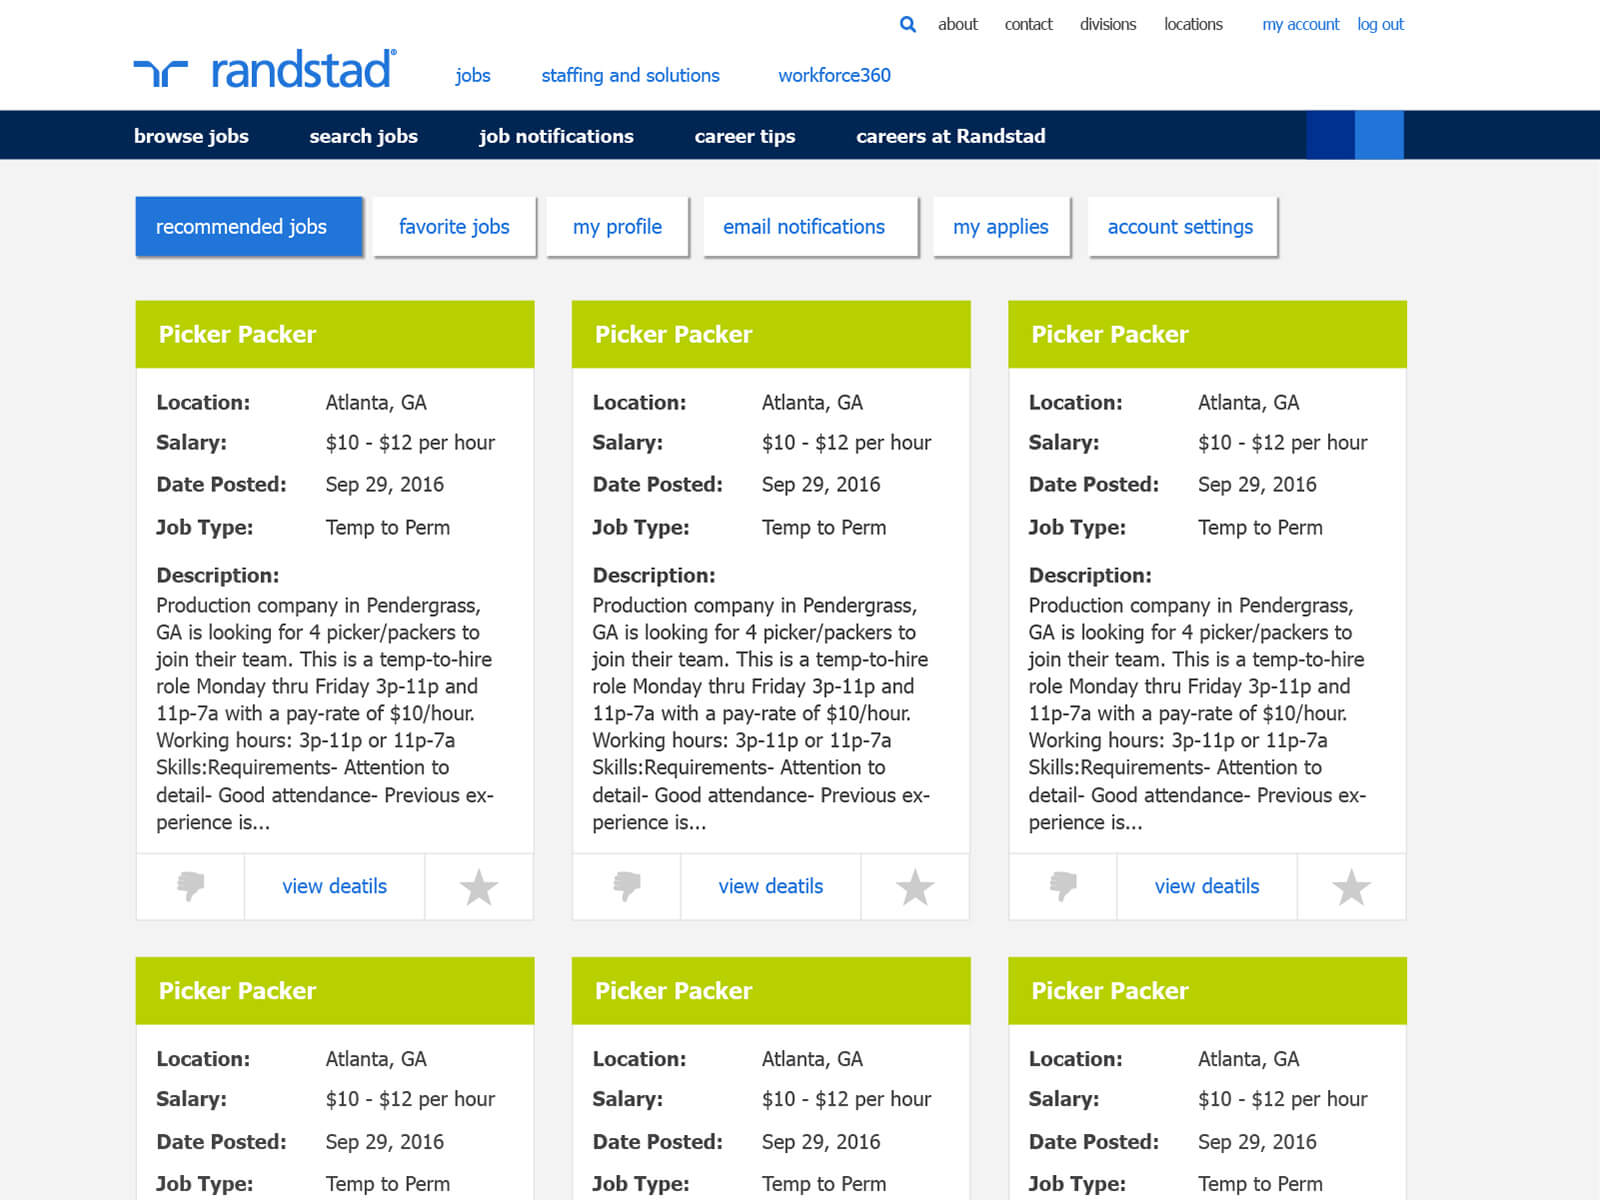 about contact divisions locations my account log out
randstad® jobs staffing and solutions workforce360
browse jobs search jobs job notifications career tips careers at Randstad
recommended jobs favorite jobs my profile email notifications my applies account settings
Picker Packer
Location: Atlanta, GA
Salary: $10 - $12 per hour
Date Posted: Sep 29, 2016
Job Type: Temp to Perm
Description:
Production company in Pendergrass,
GA is looking for 4 picker/packers to
join their team. This is a temp-to-hire
role Monday thru Friday 3p-11p and
11p-7a with a pay-rate of $10/hour.
Working hours: 3p-11p or 11p-7a
Skills:Requirements- Attention to
detail- Good attendance- Previous ex-
perience is...
view deatils
Picker Packer
Location: Atlanta, GA
Salary: $10 - $12 per hour
Date Posted: Sep 29, 2016
Job Type: Temp to Perm
Description:
Production company in Pendergrass,
GA is looking for 4 picker/packers to
join their team. This is a temp-to-hire
role Monday thru Friday 3p-11p and
11p-7a with a pay-rate of $10/hour.
Working hours: 3p-11p or 11p-7a
Skills:Requirements- Attention to
detail- Good attendance- Previous ex-
perience is...
view deatils
Picker Packer
Location: Atlanta, GA
Salary: $10 - $12 per hour
Date Posted: Sep 29, 2016
Job Type: Temp to Perm
Description:
Production company in Pendergrass,
GA is looking for 4 picker/packers to
join their team. This is a temp-to-hire
role Monday thru Friday 3p-11p and
11p-7a with a pay-rate of $10/hour.
Working hours: 3p-11p or 11p-7a
Skills:Requirements- Attention to
detail- Good attendance- Previous ex-
perience is...
view deatils
Picker Packer
Location: Atlanta, GA
Salary: $10 - $12 per hour
Date Posted: Sep 29, 2016
Job Type: Temp to Perm
Picker Packer
Location: Atlanta, GA
Salary: $10 - $12 per hour
Date Posted: Sep 29, 2016
Job Type: Temp to Perm
Picker Packer
Location: Atlanta, GA
Salary: $10 - $12 per hour
Date Posted: Sep 29, 2016
Job Type: Temp to Perm